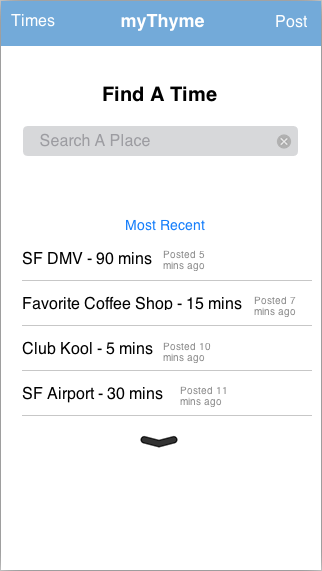 Times myThyme Post
Find A Time
Search A Place
Most Recent
SF DMV - 90 mins Posted 5
mins ago
Favorite Coffee Shop - 15 mins Posted 7
mins ago
Club Kool - 5 mins Posted 10
mins ago
SF Airport - 30 mins Posted 11
mins ago